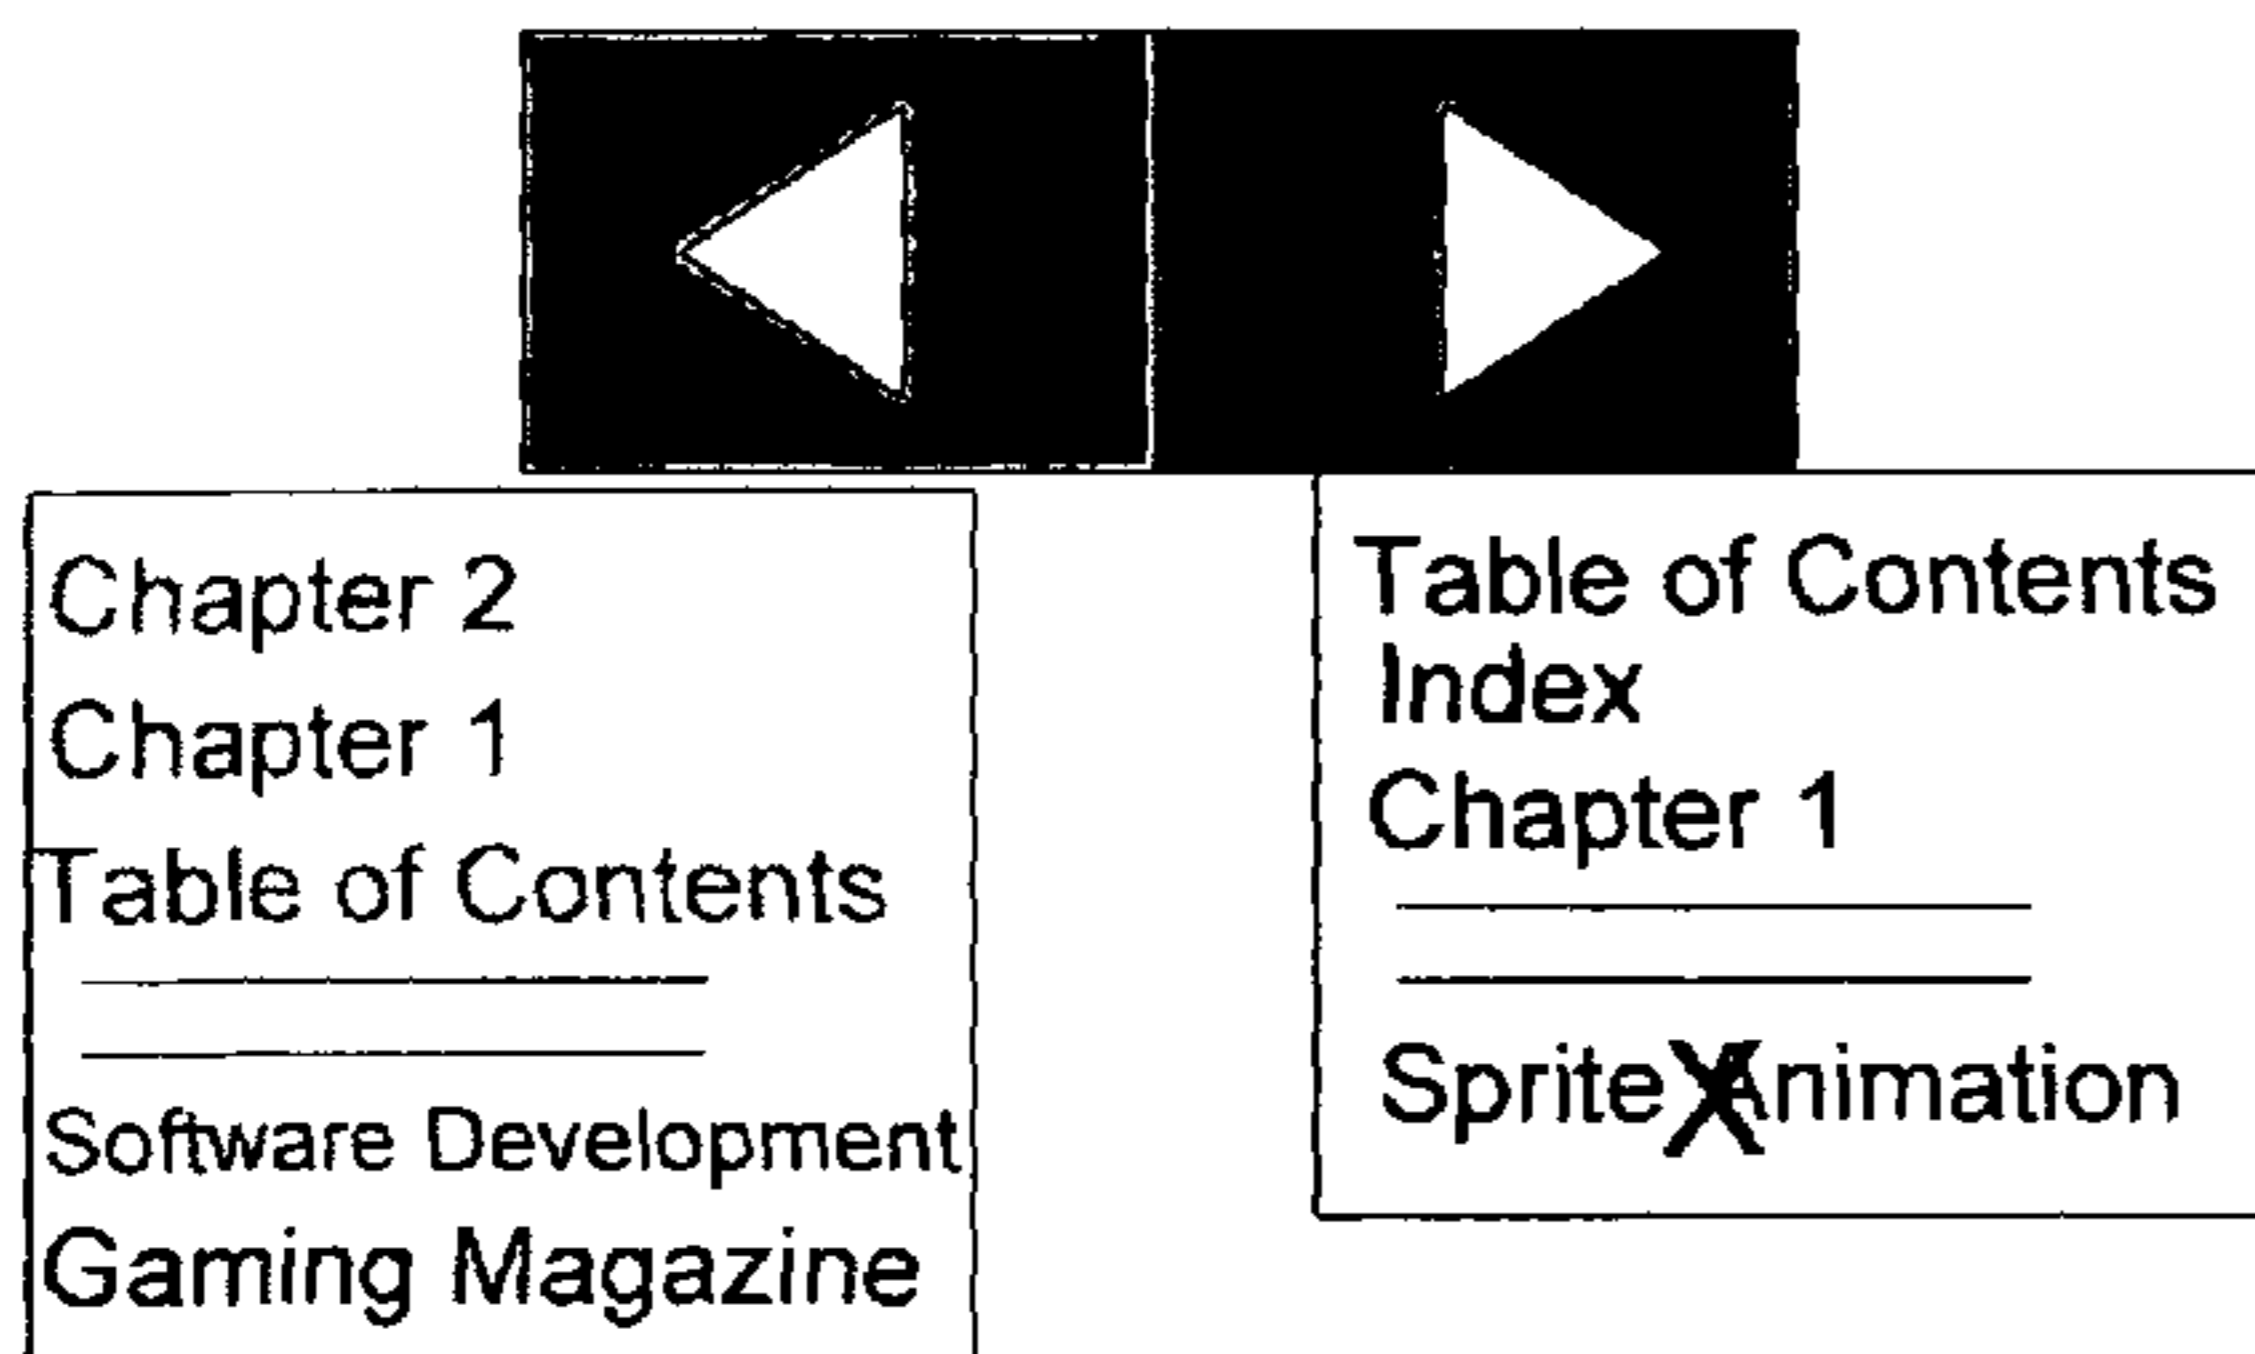 Chapter 2
Chapter 1
Table of Contents
Software Development
Gaming Magazine
Table of Contents
Index
Chapter 1
Sprite Animation